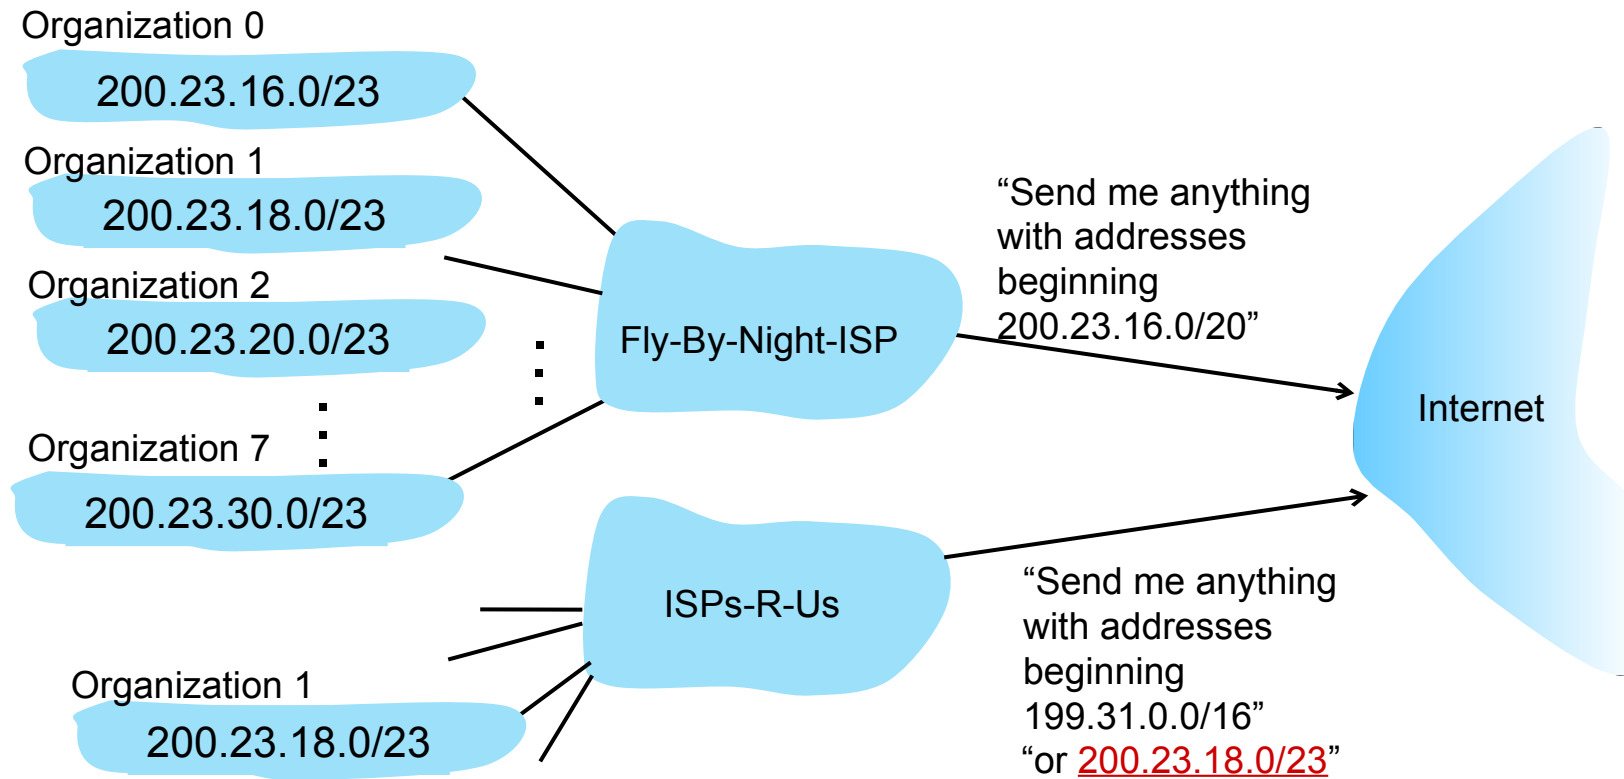 Organization 0
200.23.16.0/23
Organization 1
200.23.18.0/23
Organization 2
200.23.20.0/23
Organization 7
200.23.30.0/23
Fly-By-Night-ISP
“Send me anything
with addresses
beginning
200.23.16.0/20”
Internet
ISPs-R-Us
Organization 1
200.23.18.0/23
“Send me anything
with addresses
beginning
199.31.0.0/16”
“or 200.23.18.0/23”